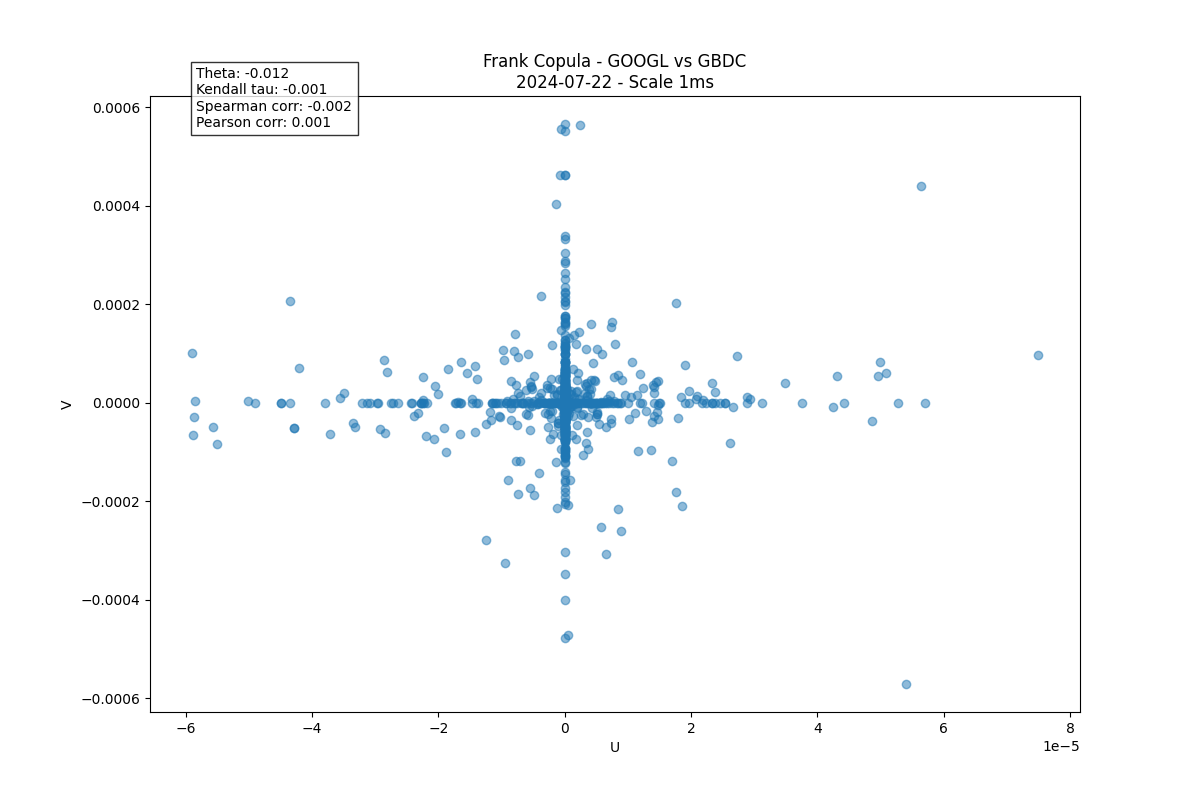 Frank Copula - GOOGL vs GBDC
2024-07-22 - Scale 1ms
Theta: -0.012
Kendall tau: -0.001
Spearman corr: -0.002
Pearson corr: 0.001
0.0006
0.0004
0.0002
0.0000
−0.0002
−0.0004
−0.0006
V
−6
−4
−2
0
2
4
6
8
1e−5
U